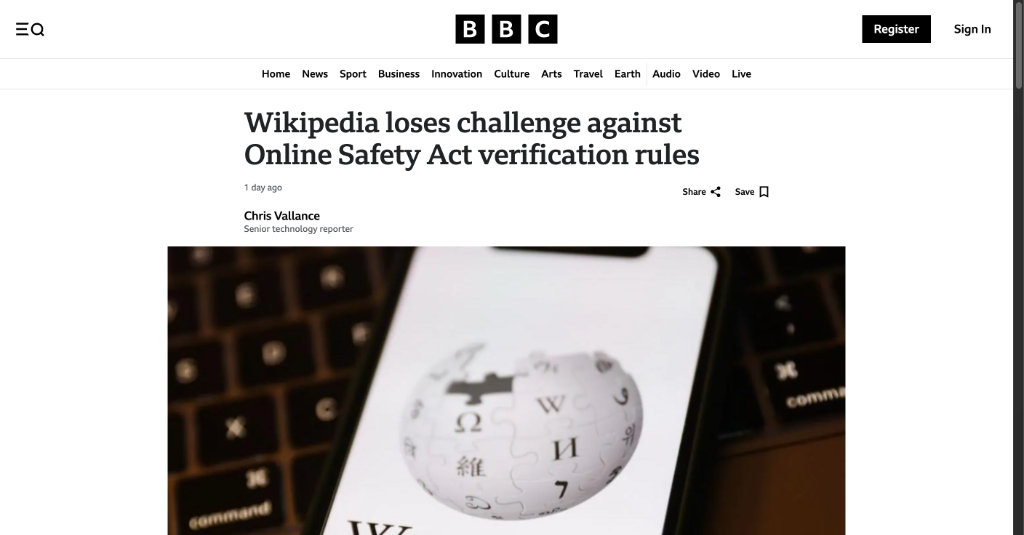 BBC
Register
Sign In
Home News Sport Business Innovation Culture Arts Travel Earth Audio Video Live
Wikipedia loses challenge against
Online Safety Act verification rules
1 day ago
Share
Save
Chris Vallance
Senior technology reporter
Ω W
維 И
7
command
comma
W